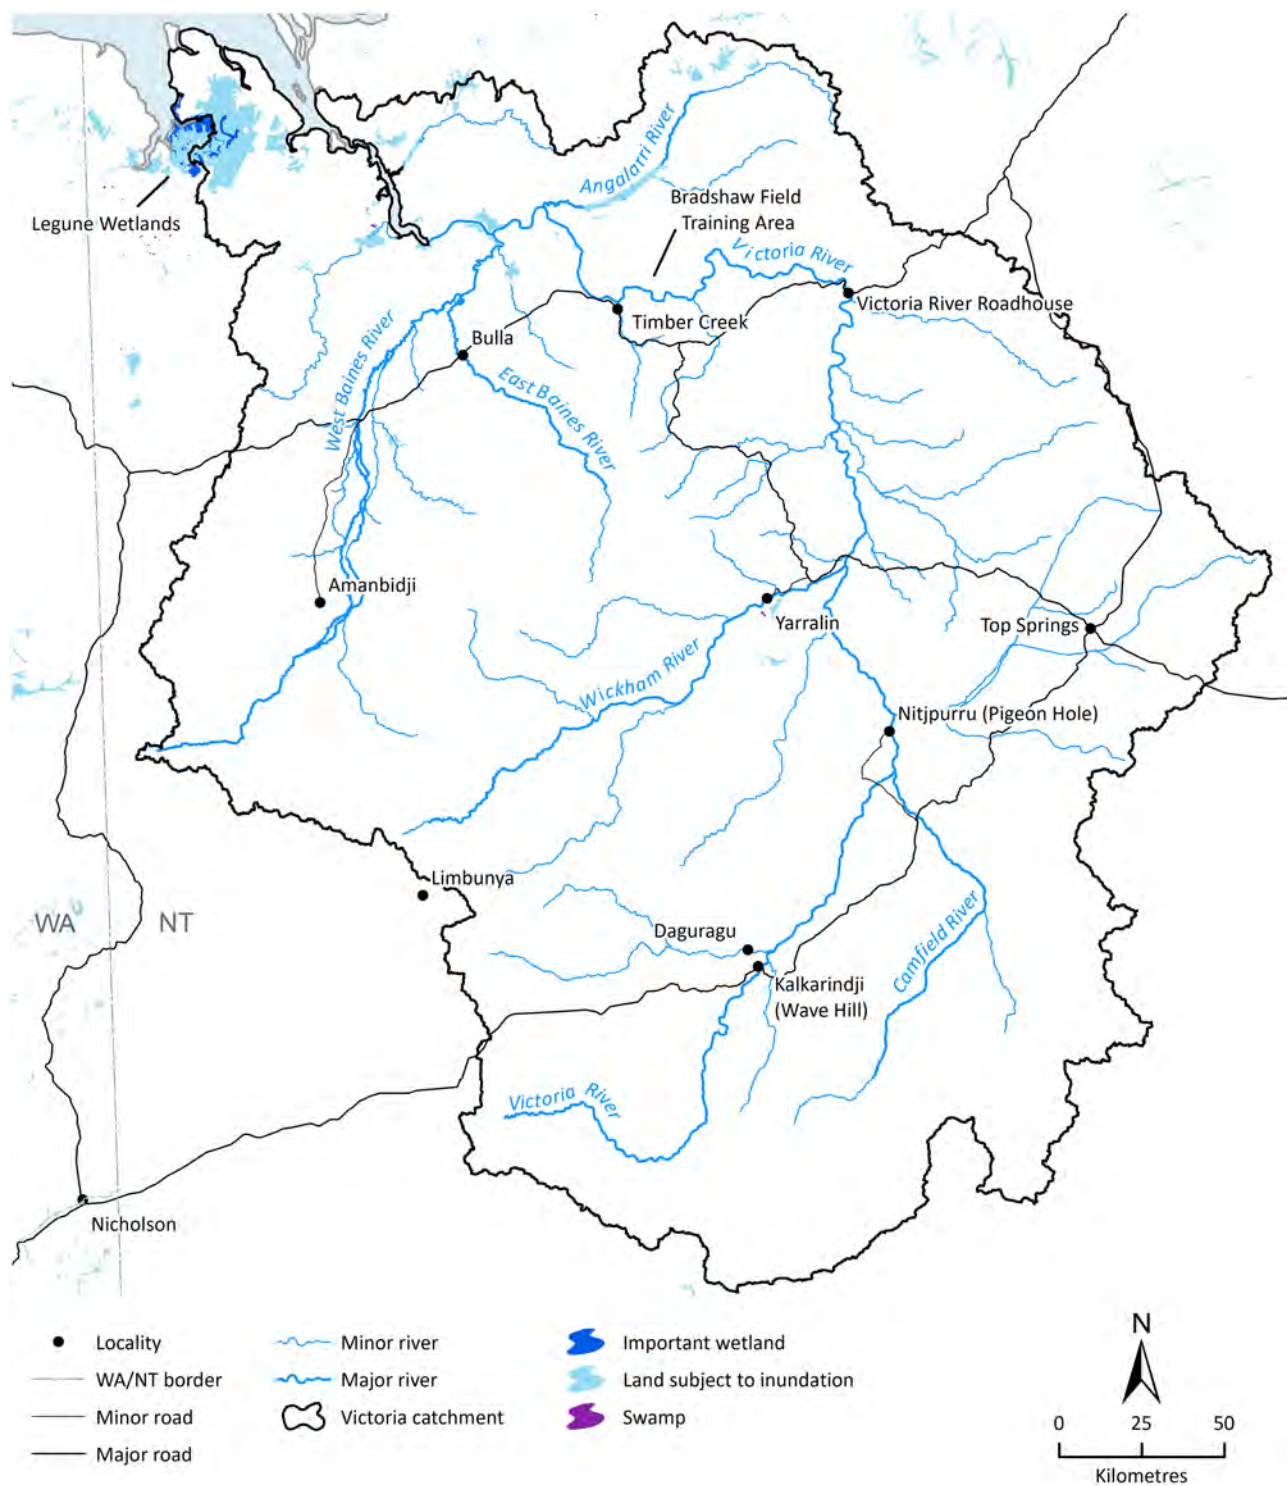 Angalarri River
Bradshaw Field
Training Area
Legune Wetlands
Victoria River
Victoria River Roadhouse
Timber Creek
Bulla
West Baines River
East Baines River
Amanbidji
Yarralin
Top Springs
Wickham River
Nitjpurru (Pigeon Hole)
Limbunya
WA
NT
Daguragu
Camfield River
Kalkarindji
(Wave Hill)
Victoria River
Nicholson
Locality
WA/NT border
Minor road
Major road
Minor river
Major river
Victoria catchment
Important wetland
Land subject to inundation
Swamp
N
0 25 50
Kilometres